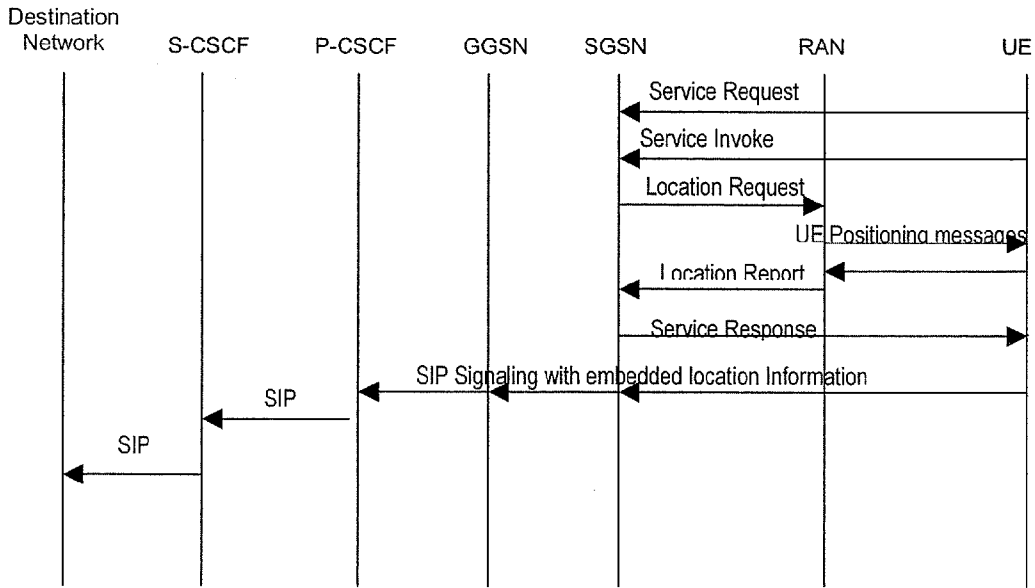 Destination
Network
S-CSCF
P-CSCF
GGSN
SGSN
RAN
UE
Service Request
Service Invoke
Location Request
UE Positioning messages
Location Report
Service Response
SIP Signaling with embedded location Information
SIP
SIP